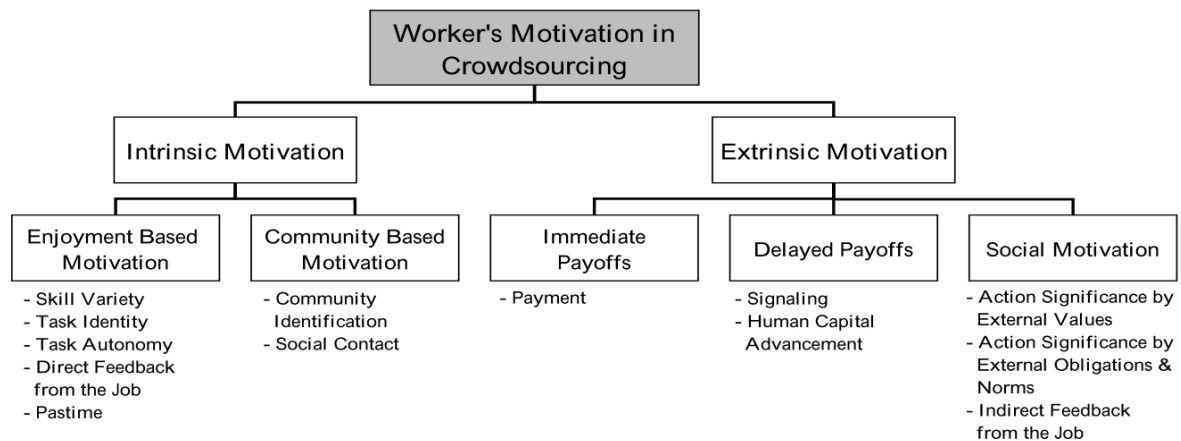 Worker's Motivation in
Crowdsourcing
Intrinsic Motivation
Extrinsic Motivation
Enjoyment Based
Motivation
Community Based
Motivation
Immediate
Payoffs
Delayed Payoffs
Social Motivation
- Skill Variety
- Task Identity
- Task Autonomy
- Direct Feedback
from the Job
- Pastime
- Community
Identification
- Social Contact
- Payment
- Signaling
- Human Capital
Advancement
- Action Significance by
External Values
- Action Significance by
External Obligations &
Norms
- Indirect Feedback
from the Job